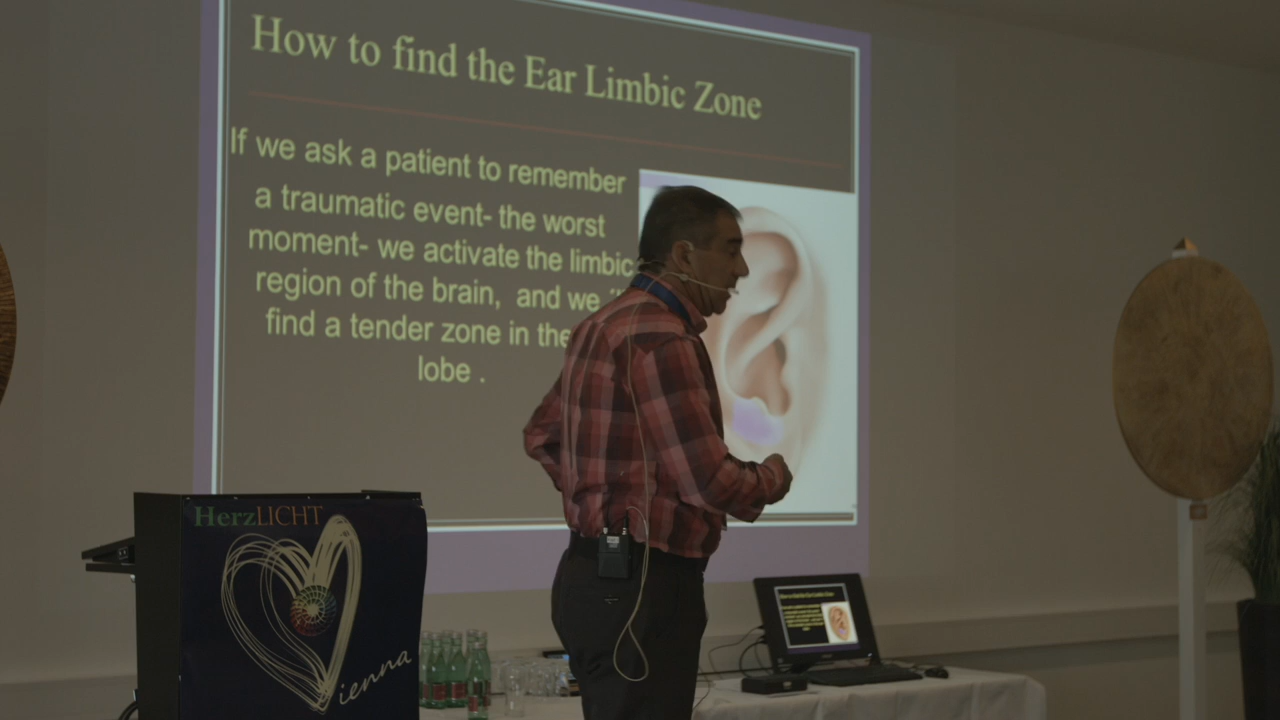 How to find the Ear Limbic Zone
If we ask a patient to remember
a traumatic event- the worst
moment- we activate the limbic
region of the brain, and we
find a tender zone in the
lobe .
HerzLICHT
Vienna